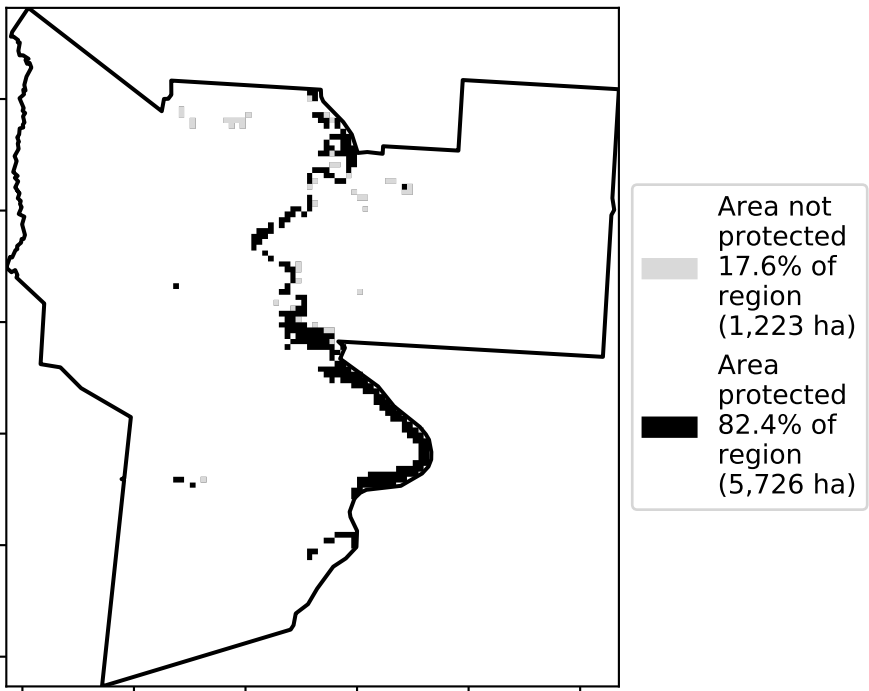 Area not
protected
17.6% of
region
(1,223 ha)
Area
protected
82.4% of
region
(5,726 ha)